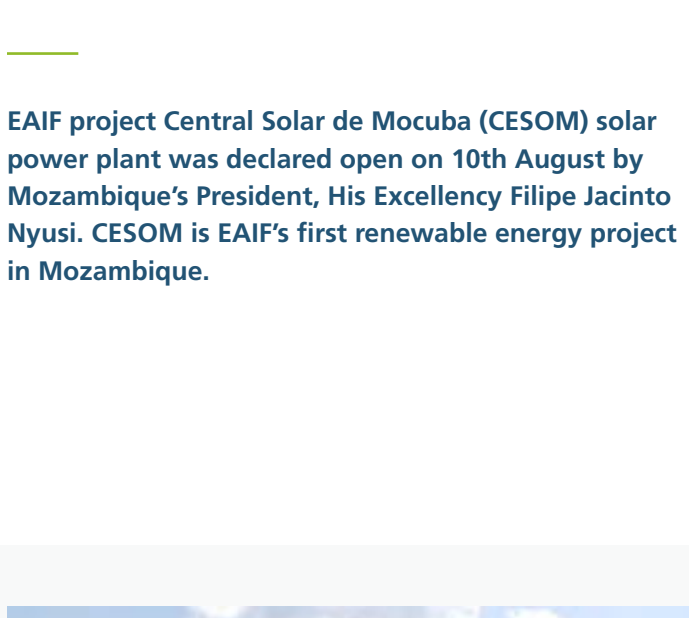 EAIF project Central Solar de Mocuba (CESOM) solar
power plant was declared open on 10th August by
Mozambique’s President, His Excellency Filipe Jacinto
Nyusi. CESOM is EAIF’s first renewable energy project
in Mozambique.